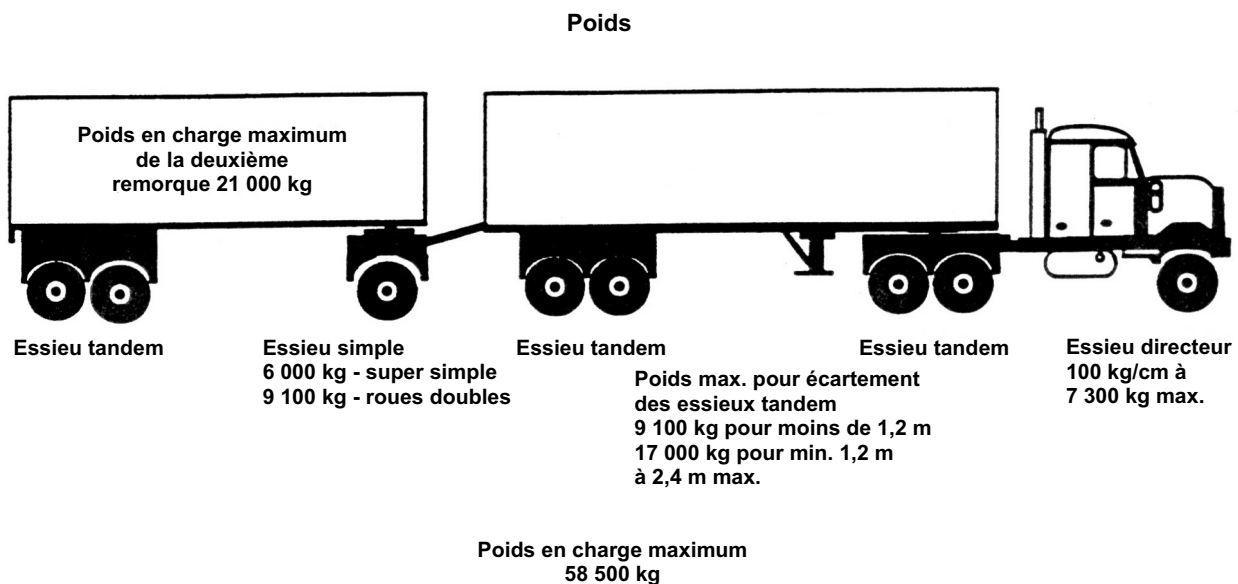 Poids
Poids en charge maximum
de la deuxième
remorque 21 000 kg
Essieu tandem
Essieu simple
6 000 kg - super simple
9 100 kg - roues doubles
Essieu tandem
Poids max. pour écartement
des essieux tandem
9 100 kg pour moins de 1,2 m
17 000 kg pour min. 1,2 m
à 2,4 m max.
Essieu tandem
Essieu directeur
100 kg/cm à
7 300 kg max.
Poids en charge maximum
58 500 kg